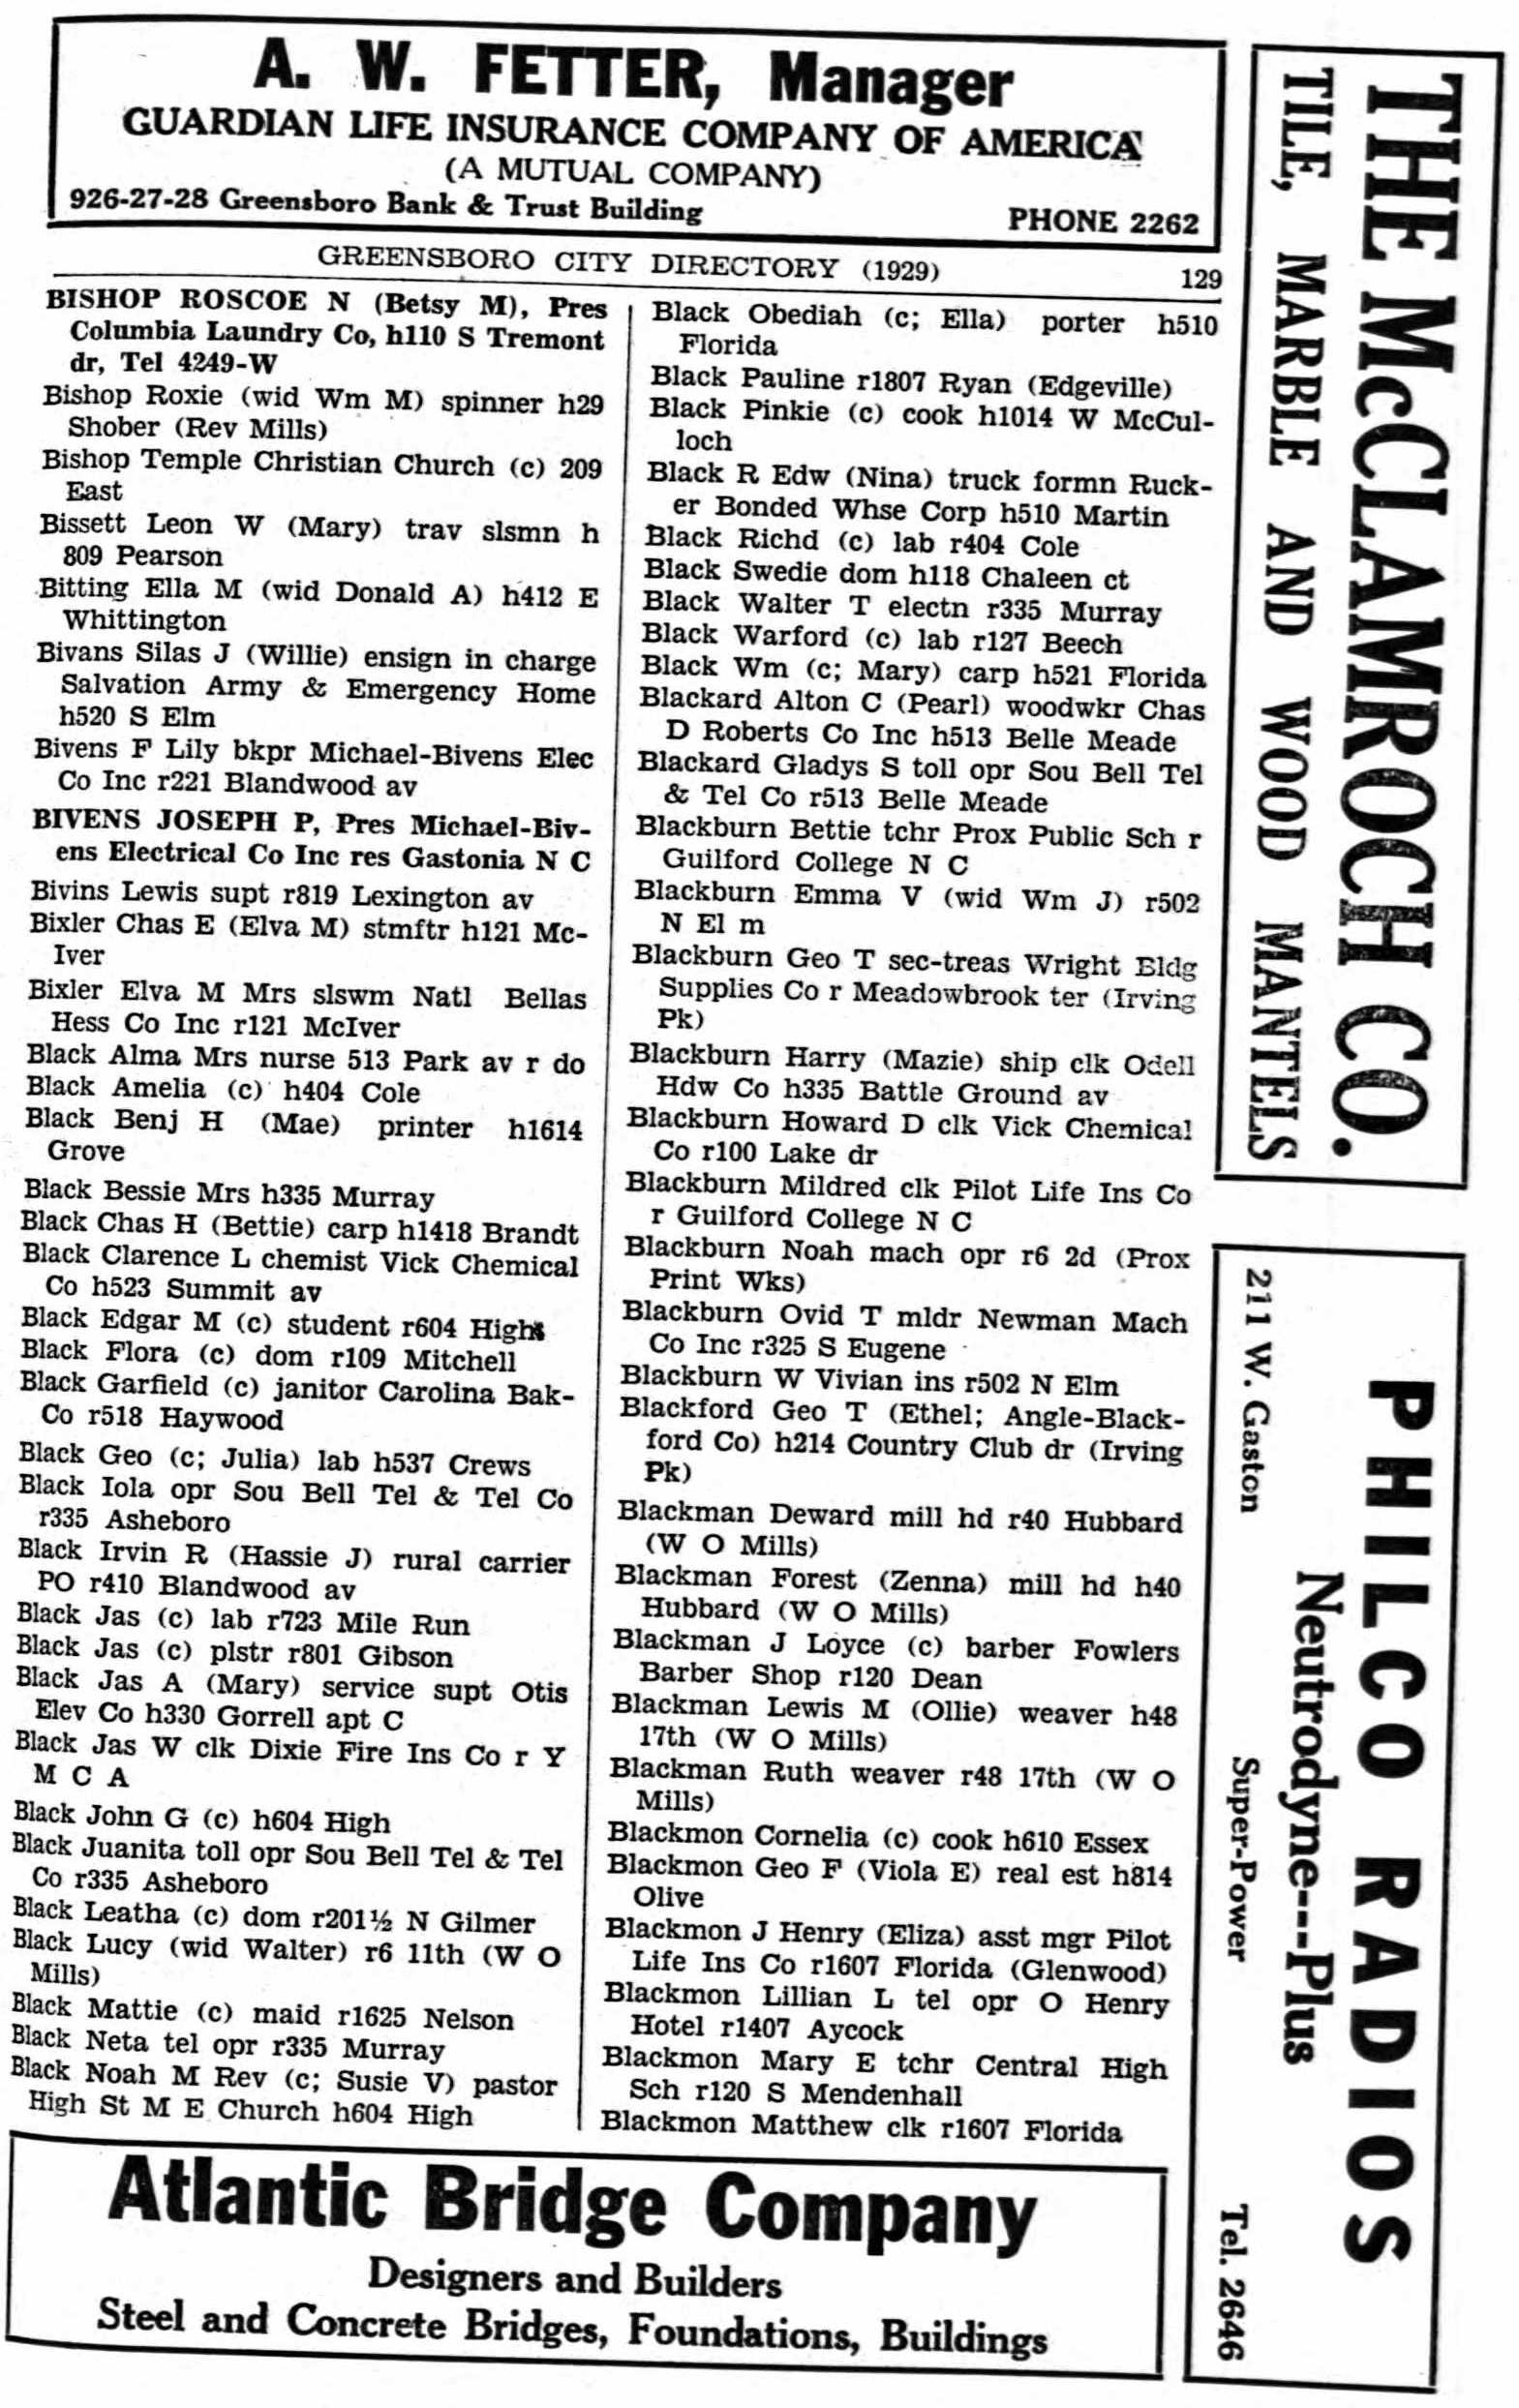 A. W. FETTER, Manager
GUARDIAN LIFE INSURANCE COMPANY OF AMERICA
(A MUTUAL COMPANY)
926-27-28 Greensboro Bank & Trust Building PHONE 2262
GREENSBORO CITY DIRECTORY (1929) 129
BISHOP ROSCOE N (Betsy M), Pres
Columbia Laundry Co, h110 S Tremont
dr, Tel 4249-W
Bishop Roxie (wid Wm M) spinner h29
Shober (Rev Mills)
Bishop Temple Christian Church (c) 209
East
Bissett Leon W (Mary) trav slsmn h
809 Pearson
Bitting Ella M (wid Donald A) h412 E
Whittington
Bivans Silas J (Willie) ensign in charge
Salvation Army & Emergency Home
h520 S Elm
Bivens F Lily bkpr Michael-Bivens Elec
Co Inc r221 Blandwood av
BIVENS JOSEPH P, Pres Michael-Biv-
ens Electrical Co Inc res Gastonia N C
Bivins Lewis supt r819 Lexington av
Bixler Chas E (Elva M) stmftr h121 Mc-
Iver
Bixler Elva M Mrs slswm Natl Bellas
Hess Co Inc r121 McIver
Black Alma Mrs nurse 513 Park av r do
Black Amelia (c) h404 Cole
Black Benj H (Mae) printer h1614
Grove
Black Bessie Mrs h335 Murray
Black Chas H (Bettie) carp h1418 Brandt
Black Clarence L chemist Vick Chemical
Co h523 Summit av
Black Edgar M (c) student r604 High
Black Flora (c) dom r109 Mitchell
Black Garfield (c) janitor Carolina Bak-
Co r518 Haywood
Black Geo (c; Julia) lab h537 Crews
Black Iola opr Sou Bell Tel & Tel Co
r335 Asheboro
Black Irvin R (Hassie J) rural carrier
PO r410 Blandwood av
Black Jas (c) lab r723 Mile Run
Black Jas (c) plstr r801 Gibson
Black Jas A (Mary) service supt Otis
Elev Co h330 Gorrell apt C
Black Jas W clk Dixie Fire Ins Co r Y
M C A
Black John G (c) h604 High
Black Juanita toll opr Sou Bell Tel & Tel
Co r335 Asheboro
Black Leatha (c) dom r201½ N Gilmer
Black Lucy (wid Walter) r6 11th (W O
Mills)
Black Mattie (c) maid r1625 Nelson
Black Neta tel opr r335 Murray
Black Noah M Rev (c; Susie V) pastor
High St M E Church h604 High
Black Obediah (c; Ella) porter h510
Florida
Black Pauline r1807 Ryan (Edgeville)
Black Pinkie (c) cook h1014 W McCul-
loch
Black R Edw (Nina) truck formn Ruck-
er Bonded Whse Corp h510 Martin
Black Richd (c) lab r404 Cole
Black Swedie dom h118 Chaleen ct
Black Walter T electn r335 Murray
Black Warford (c) lab r127 Beech
Black Wm (c; Mary) carp h521 Florida
Blackard Alton C (Pearl) woodwkr Chas
D Roberts Co Inc h513 Belle Meade
Blackard Gladys S toll opr Sou Bell Tel
& Tel Co r513 Belle Meade
Blackburn Bettie tchr Prox Public Sch r
Guilford College N C
Blackburn Emma V (wid Wm J) r502
N El m
Blackburn Geo T sec-treas Wright Bldg
Supplies Co r Meadowbrook ter (Irving
Pk)
Blackburn Harry (Mazie) ship clk Odell
Hdw Co h335 Battle Ground av
Blackburn Howard D clk Vick Chemical
Co r100 Lake dr
Blackburn Mildred clk Pilot Life Ins Co
r Guilford College N C
Blackburn Noah mach opr r6 2d (Prox
Print Wks)
Blackburn Ovid T mldr Newman Mach
Co Inc r325 S Eugene
Blackburn W Vivian ins r502 N Elm
Blackford Geo T (Ethel; Angle-Black-
ford Co) h214 Country Club dr (Irving
Pk)
Blackman Deward mill hd r40 Hubbard
(W O Mills)
Blackman Forest (Zenna) mill hd h40
Hubbard (W O Mills)
Blackman J Loyce (c) barber Fowlers
Barber Shop r120 Dean
Blackman Lewis M (Ollie) weaver h48
17th (W O Mills)
Blackman Ruth weaver r48 17th (W O
Mills)
Blackmon Cornelia (c) cook h610 Essex
Blackmon Geo F (Viola E) real est h814
Olive
Blackmon J Henry (Eliza) asst mgr Pilot
Life Ins Co r1607 Florida (Glenwood)
Blackmon Lillian L tel opr O Henry
Hotel r1407 Aycock
Blackmon Mary E tchr Central High
Sch r120 S Mendenhall
Blackmon Matthew clk r1607 Florida
THE McCLAMROCH CO.
TILE, MARBLE AND WOOD MANTELS
PHILCO RADIOS
Neutrodyne---Plus
211 W. Gaston Super-Power Tel. 2646
Atlantic Bridge Company
Designers and Builders
Steel and Concrete Bridges, Foundations, Buildings